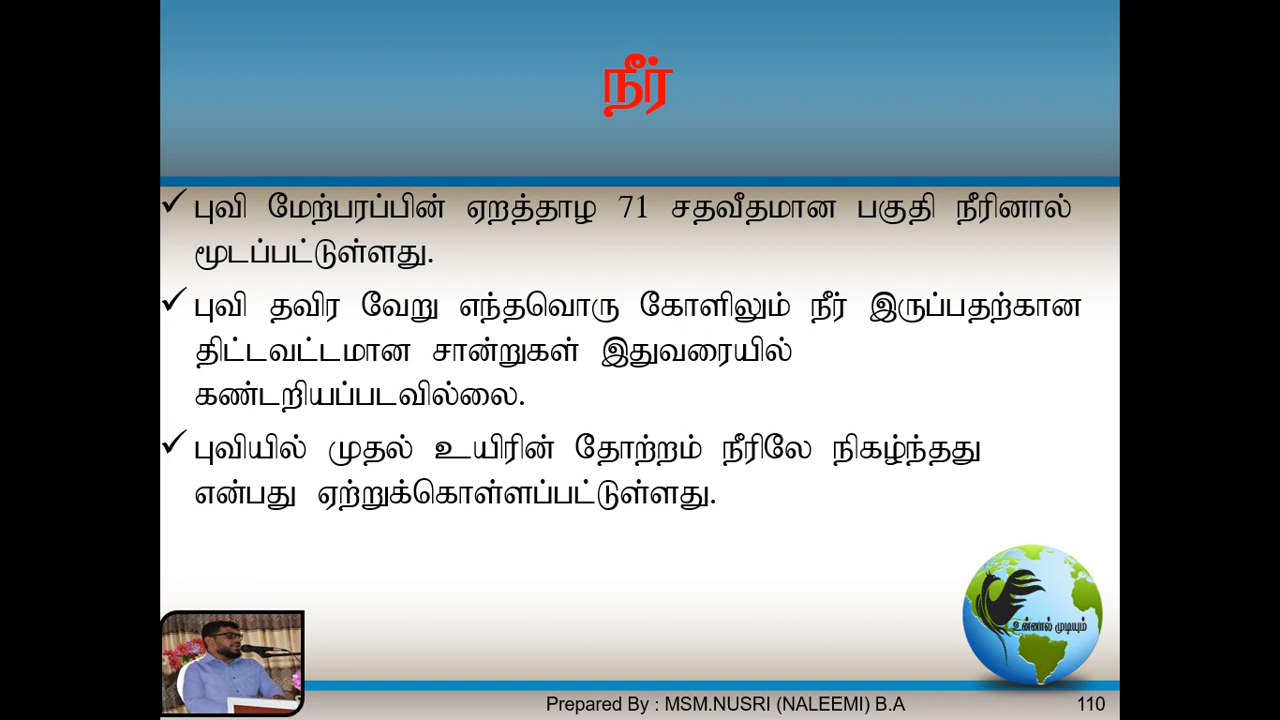 நீர்
✓ புவி மேற்பரப்பின் ஏறத்தாழ 71 சதவீதமான பகுதி நீரினால்
மூடப்பட்டுள்ளது.
✓ புவி தவிர வேறு எந்தவொரு கோளிலும் நீர் இருப்பதற்கான
திட்டவட்டமான சான்றுகள் இதுவரையில்
கண்டறியப்படவில்லை.
✓ புவியில் முதல் உயிரின் தோற்றம் நீரிலே நிகழ்ந்தது
என்பது ஏற்றுக்கொள்ளப்பட்டுள்ளது.
உன்னால் முடியும்
Prepared By : MSM.NUSRI (NALEEMI) B.A
110